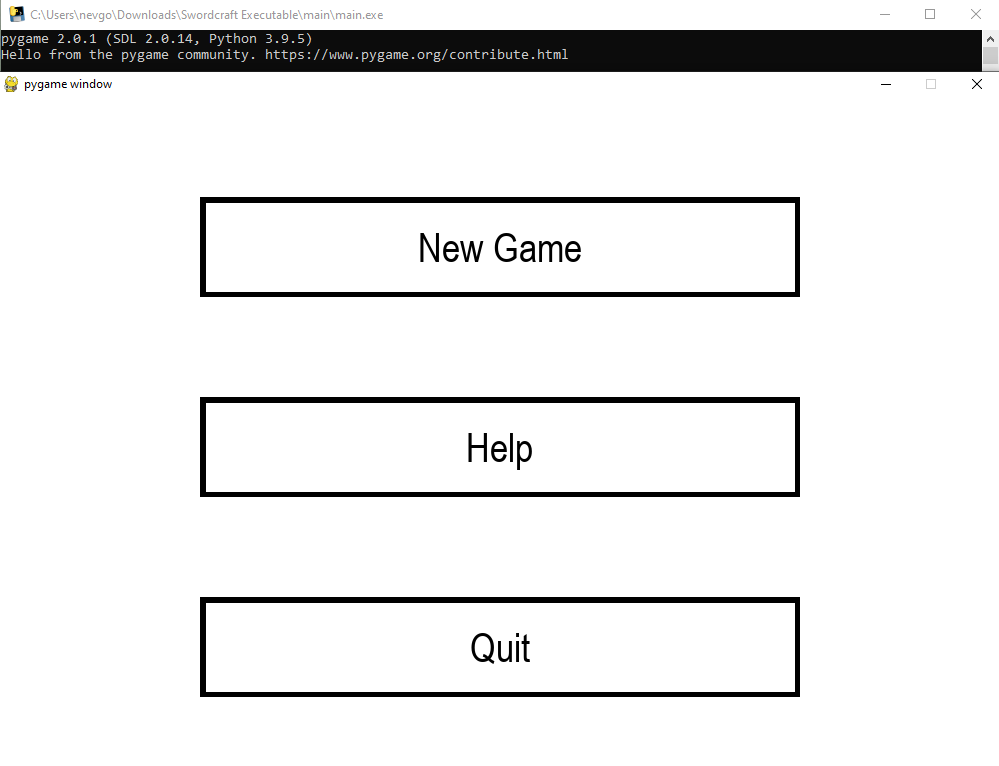 C:\Users\nevgo\Downloads\Swordcraft Executable\main\main.exe
pygame 2.0.1 (SDL 2.0.14, Python 3.9.5)
Hello from the pygame community. https://www.pygame.org/contribute.html
pygame window
New Game
Help
Quit